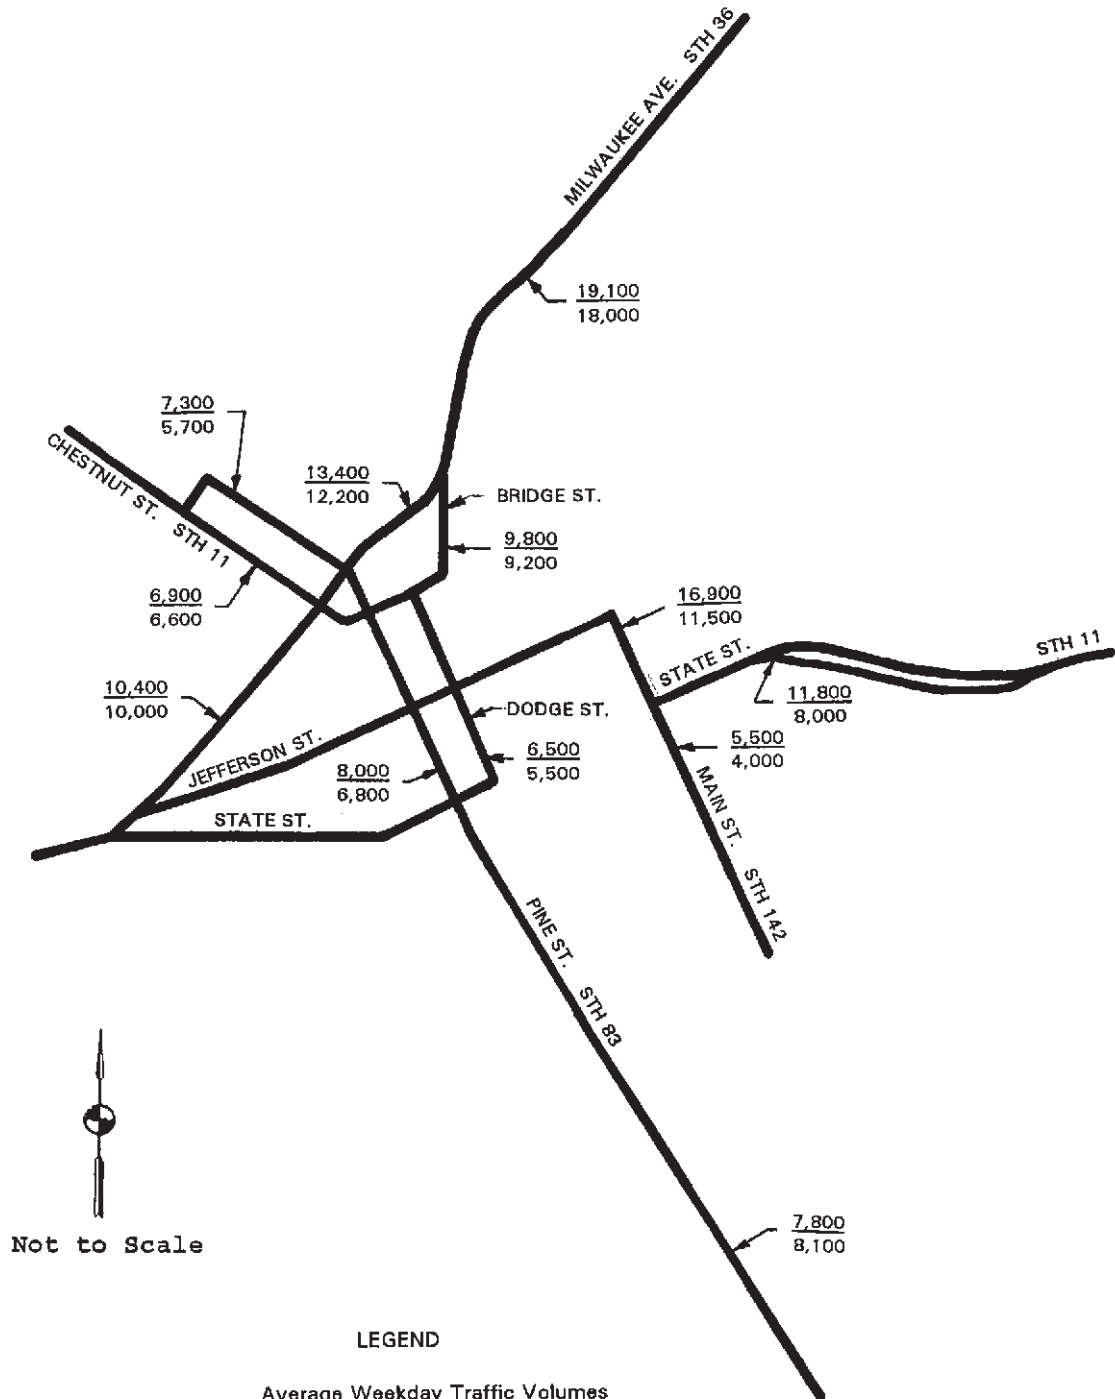 MILWAUKEE AVE. STH 36
19,100
18,000
7,300
5,700
CHESTNUT ST. STH 11
13,400
12,200
BRIDGE ST.
9,800
9,200
6,900
6,600
16,900
11,500
STATE ST.
STH 11
11,800
8,000
10,400
10,000
DODGE ST.
JEFFERSON ST.
6,500
5,500
5,500
4,000
8,000
6,800
MAIN ST. STH 142
STATE ST.
PINE ST. STH 83
7,800
8,100
Not to Scale
LEGEND
Average Weekday Traffic Volumes